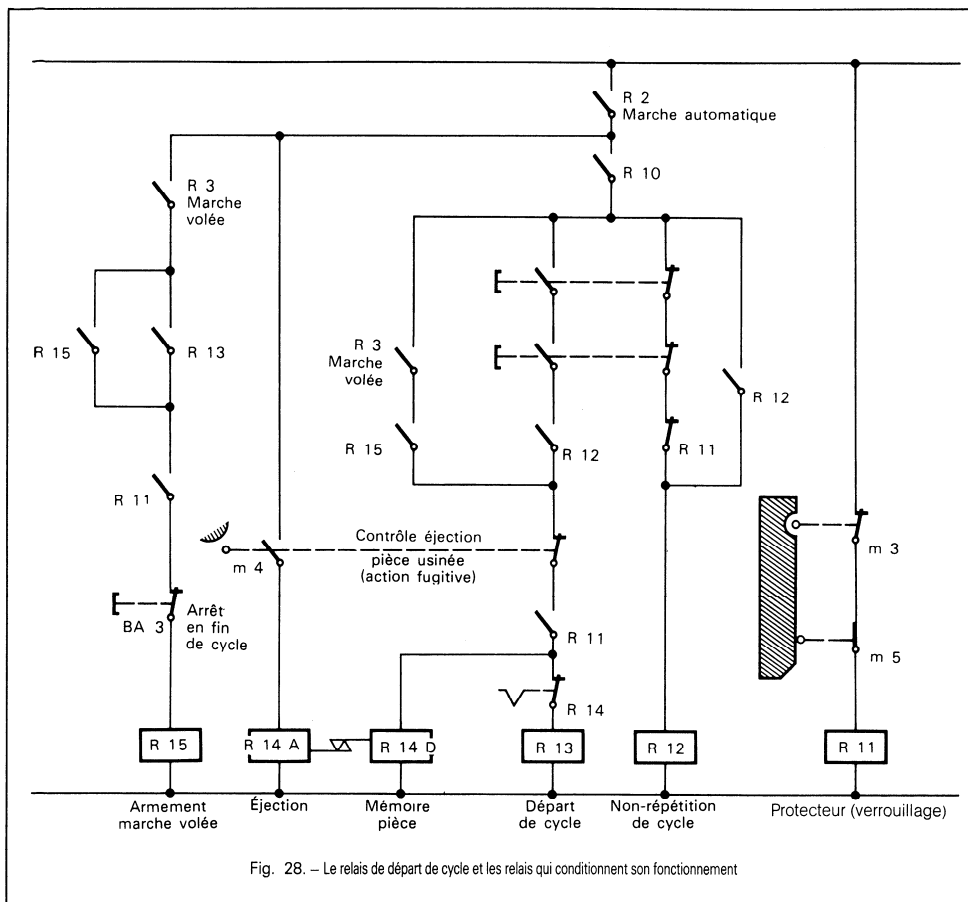 R 2
Marche automatique
R 10
R 3
Marche
volée
R 15
R 13
R 3
Marche
volée
R 12
R 15
R 12
R 11
R 11
Contrôle éjection
pièce usinée
(action fugitive)
m 4
m 3
BA 3
Arrêt
en fin
de cycle
R 11
m 5
R 14
R 15
R 14 A
R 14 D
R 13
R 12
R 11
Armement
marche volée
Éjection
Mémoire
pièce
Départ
de cycle
Non-répétition
de cycle
Protecteur (verrouillage)
Fig. 28. – Le relais de départ de cycle et les relais qui conditionnent son fonctionnement